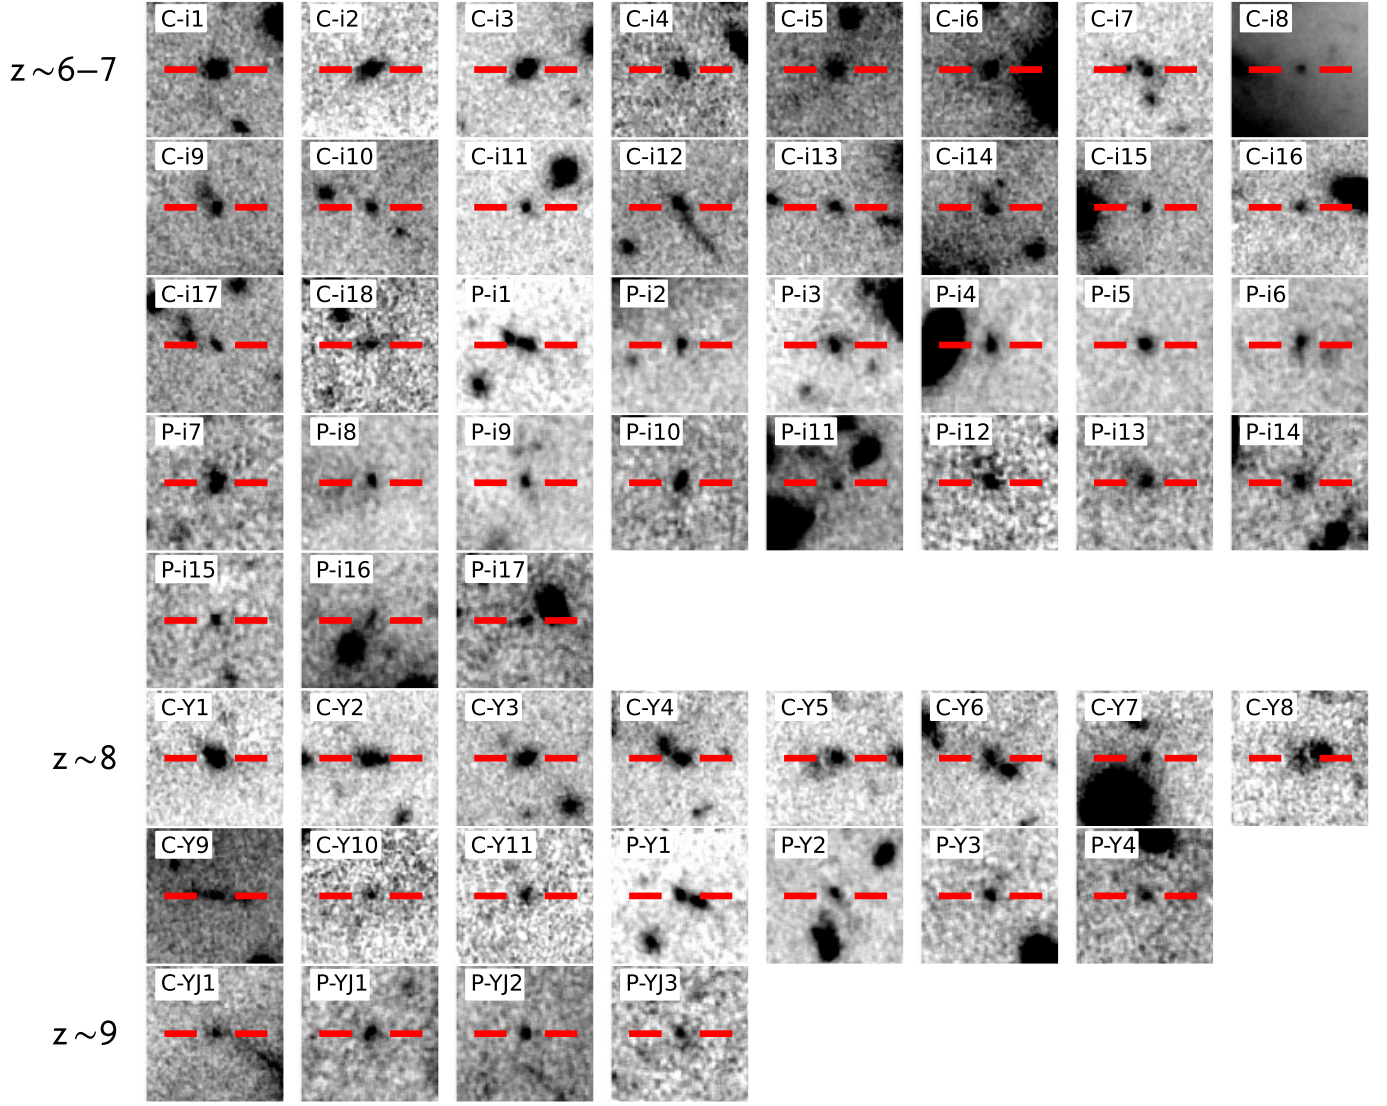 C-i1 C-i2 C-i3 C-i4 C-i5 C-i6 C-i7 C-i8
z~6−7
C-i9 C-i10 C-i11 C-i12 C-i13 C-i14 C-i15 C-i16
C-i17 C-i18 P-i1 P-i2 P-i3 P-i4 P-i5 P-i6
P-i7 P-i8 P-i9 P-i10 P-i11 P-i12 P-i13 P-i14
P-i15 P-i16 P-i17
C-Y1 C-Y2 C-Y3 C-Y4 C-Y5 C-Y6 C-Y7 C-Y8
z~8
C-Y9 C-Y10 C-Y11 P-Y1 P-Y2 P-Y3 P-Y4
C-YJ1 P-YJ1 P-YJ2 P-YJ3
z~9